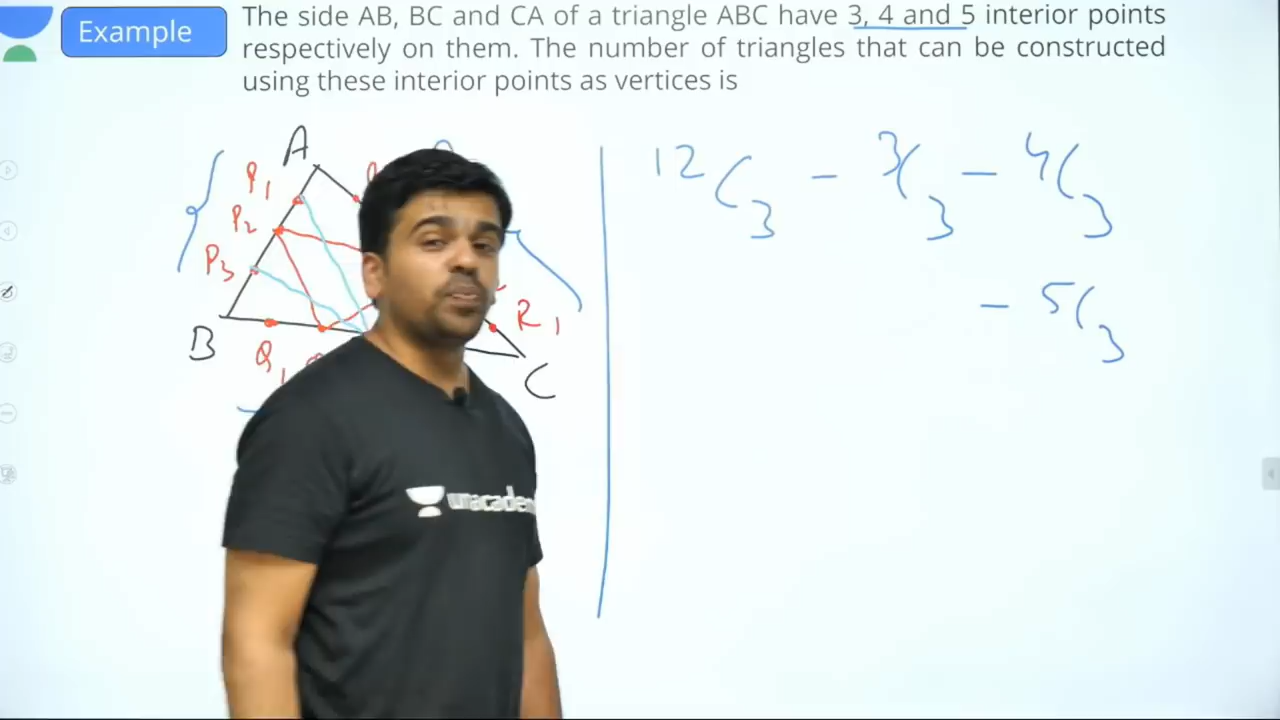 Example
The side AB, BC and CA of a triangle ABC have 3, 4 and 5 interior points
respectively on them. The number of triangles that can be constructed
using these interior points as vertices is
A
P1
P2
P3
B
Q1
R1
C
12C3 - 3C3 - 4C3
- 5C3
unacadem